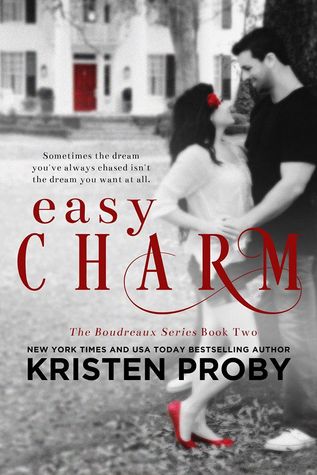 Sometimes the dream
you've always chased isn't
the dream you want at all.
easy
CHARM
The Boudreaux Series Book Two
NEW YORK TIMES AND USA TODAY BESTSELLING AUTHOR
KRISTEN PROBY